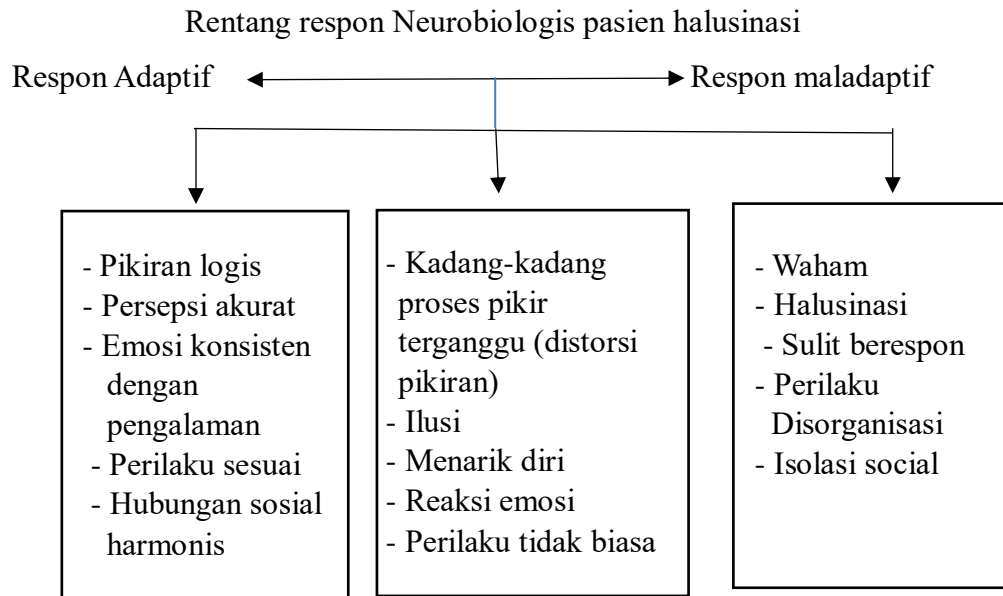 Rentang respon Neurobiologis pasien halusinasi
Respon Adaptif
Respon maladaptif
- Pikiran logis
- Persepsi akurat
- Emosi konsisten
dengan
pengalaman
- Perilaku sesuai
- Hubungan sosial
harmonis
- Kadang-kadang
proses pikir
terganggu (distorsi
pikiran)
- Ilusi
- Menarik diri
- Reaksi emosi
- Perilaku tidak biasa
- Waham
- Halusinasi
- Sulit berespon
- Perilaku
Disorganisasi
- Isolasi social